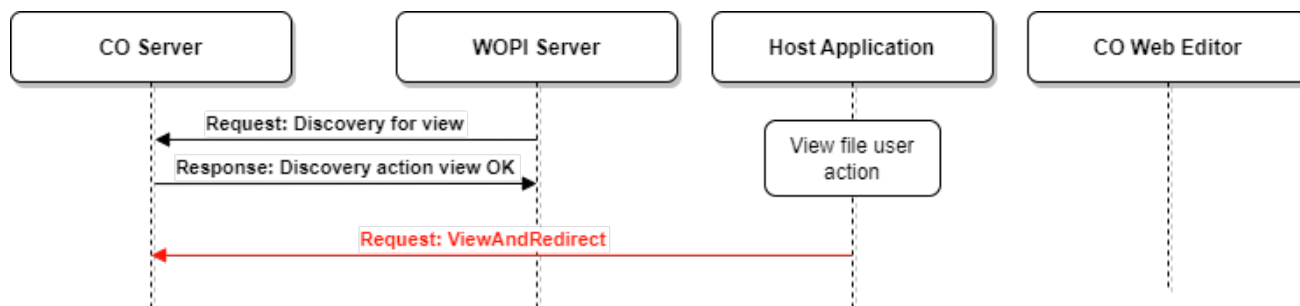 CO Server
WOPI Server
Host Application
CO Web Editor
Request: Discovery for view
View file user
action
Response: Discovery action view OK
Request: ViewAndRedirect